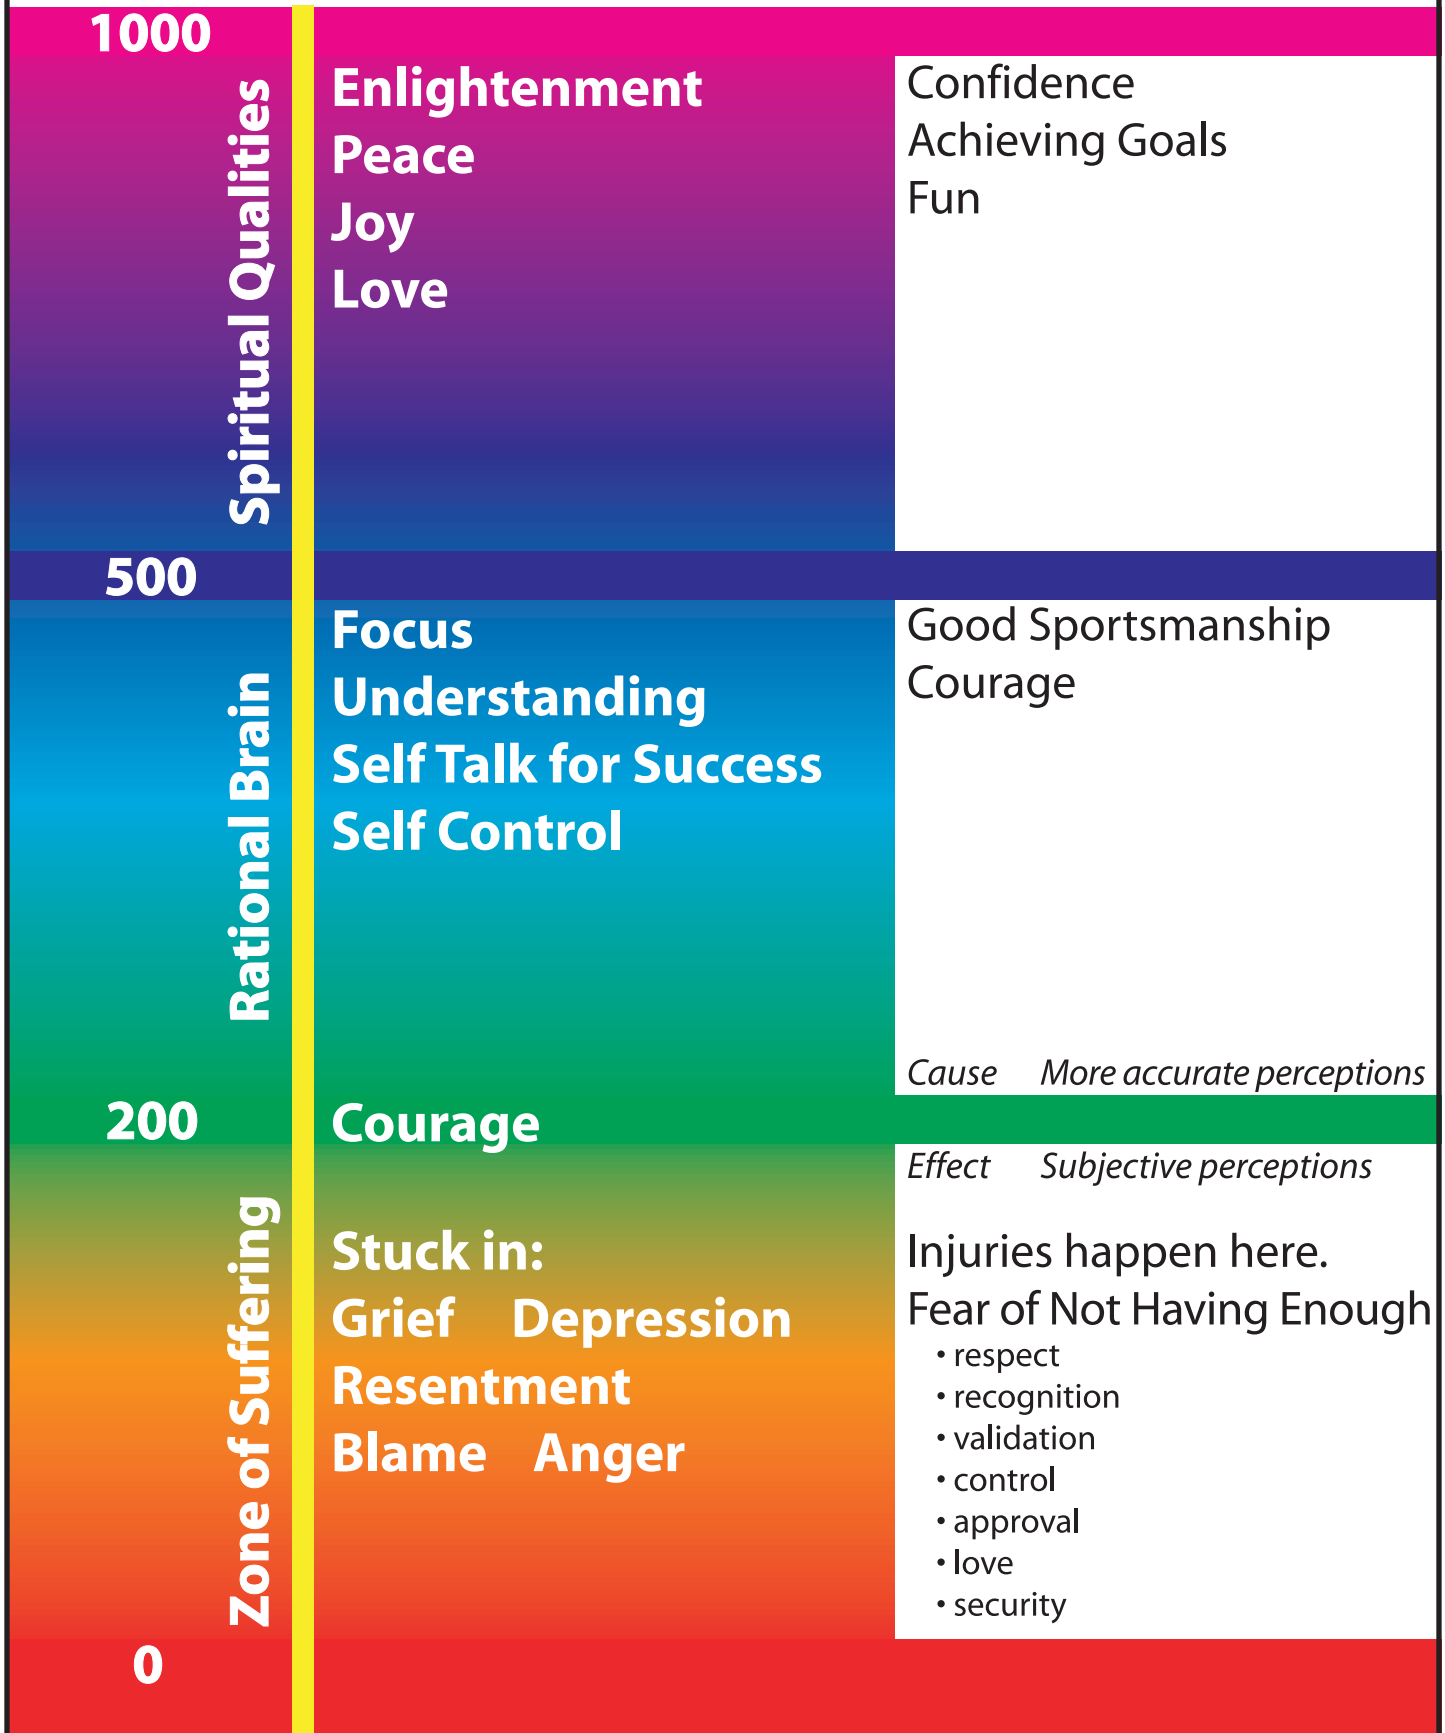 1000
Spiritual Qualities
Enlightenment
Peace
Joy
Love
Confidence
Achieving Goals
Fun
500
Rational Brain
Focus
Understanding
Self Talk for Success
Self Control
Good Sportsmanship
Courage
Cause More accurate perceptions
200
Courage
Effect Subjective perceptions
Zone of Suffering
Stuck in:
Grief Depression
Resentment
Blame Anger
Injuries happen here.
Fear of Not Having Enough
• respect
• recognition
• validation
• control
• approval
• love
• security
0